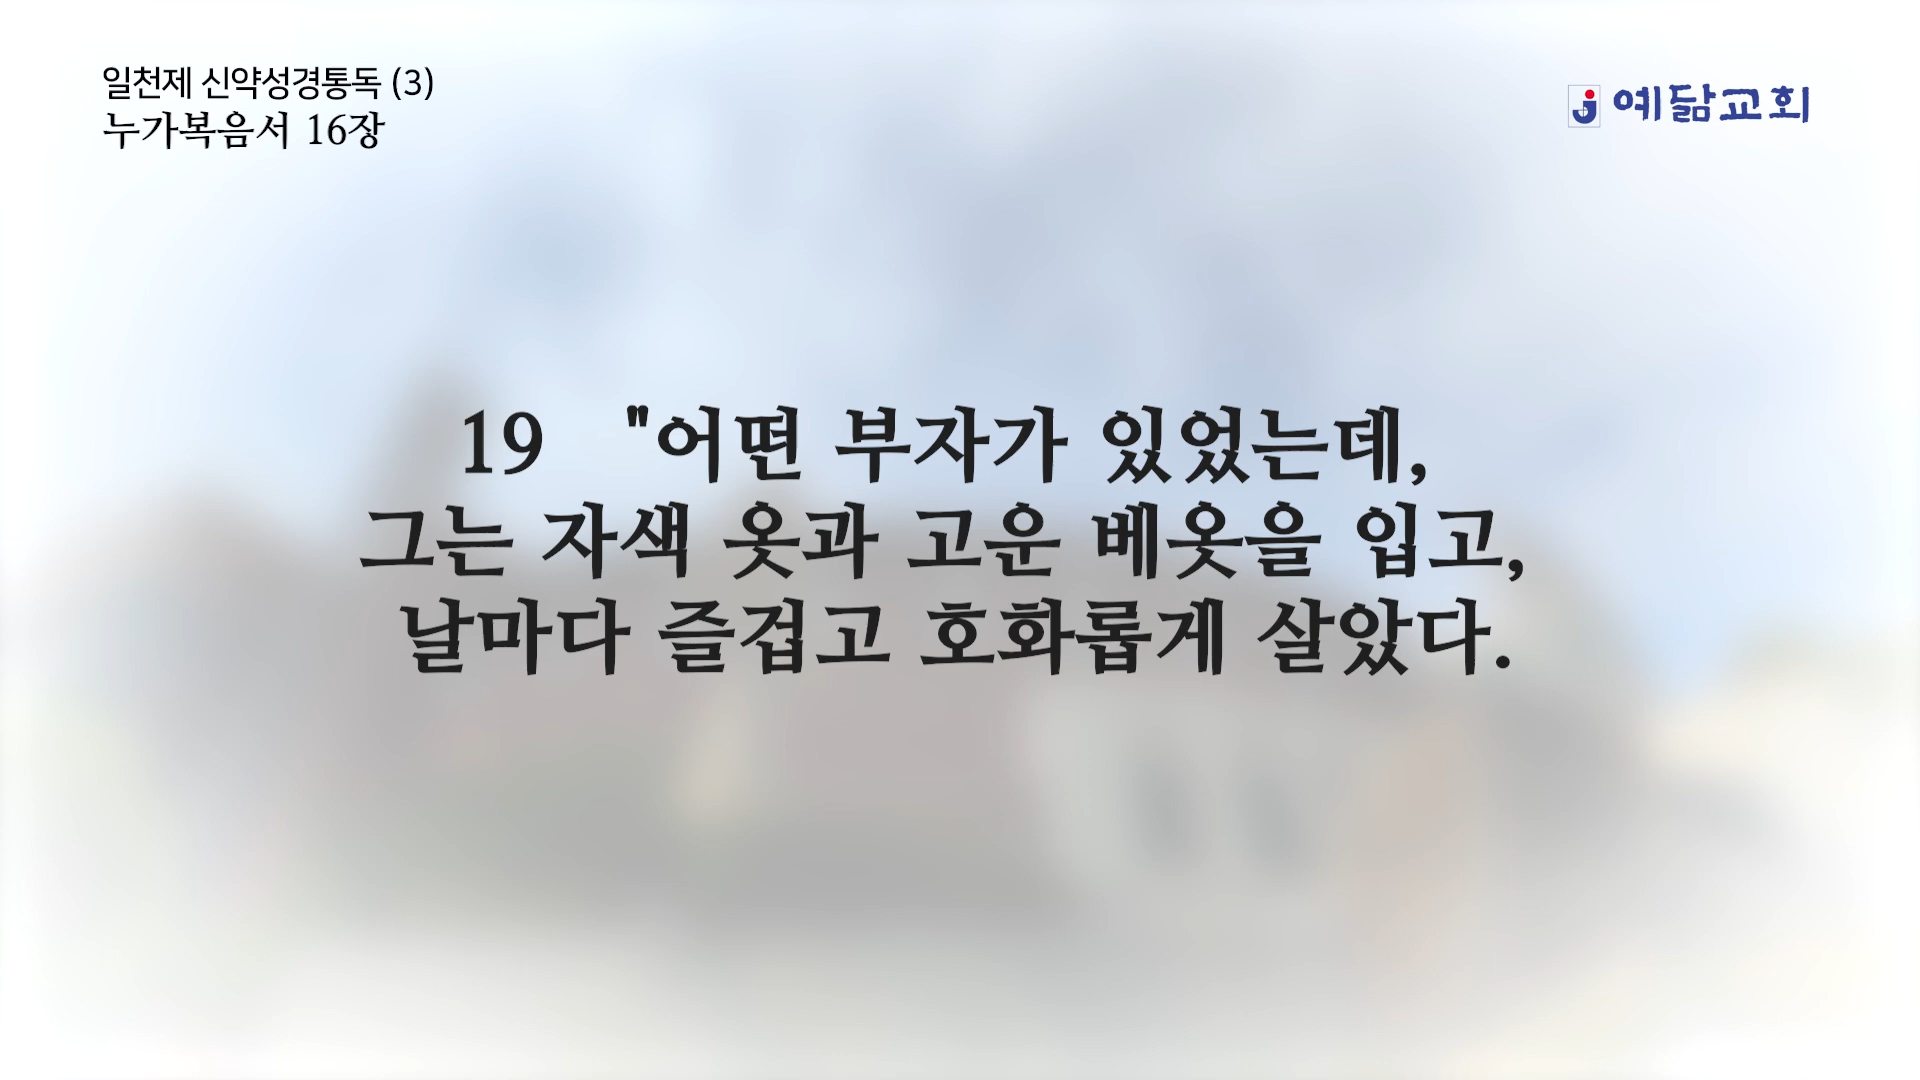 일천제 신약성경통독 (3)
누가복음서 16장
예닮교회
19 "어떤 부자가 있었는데,
그는 자색 옷과 고운 베옷을 입고,
날마다 즐겁고 호화롭게 살았다.